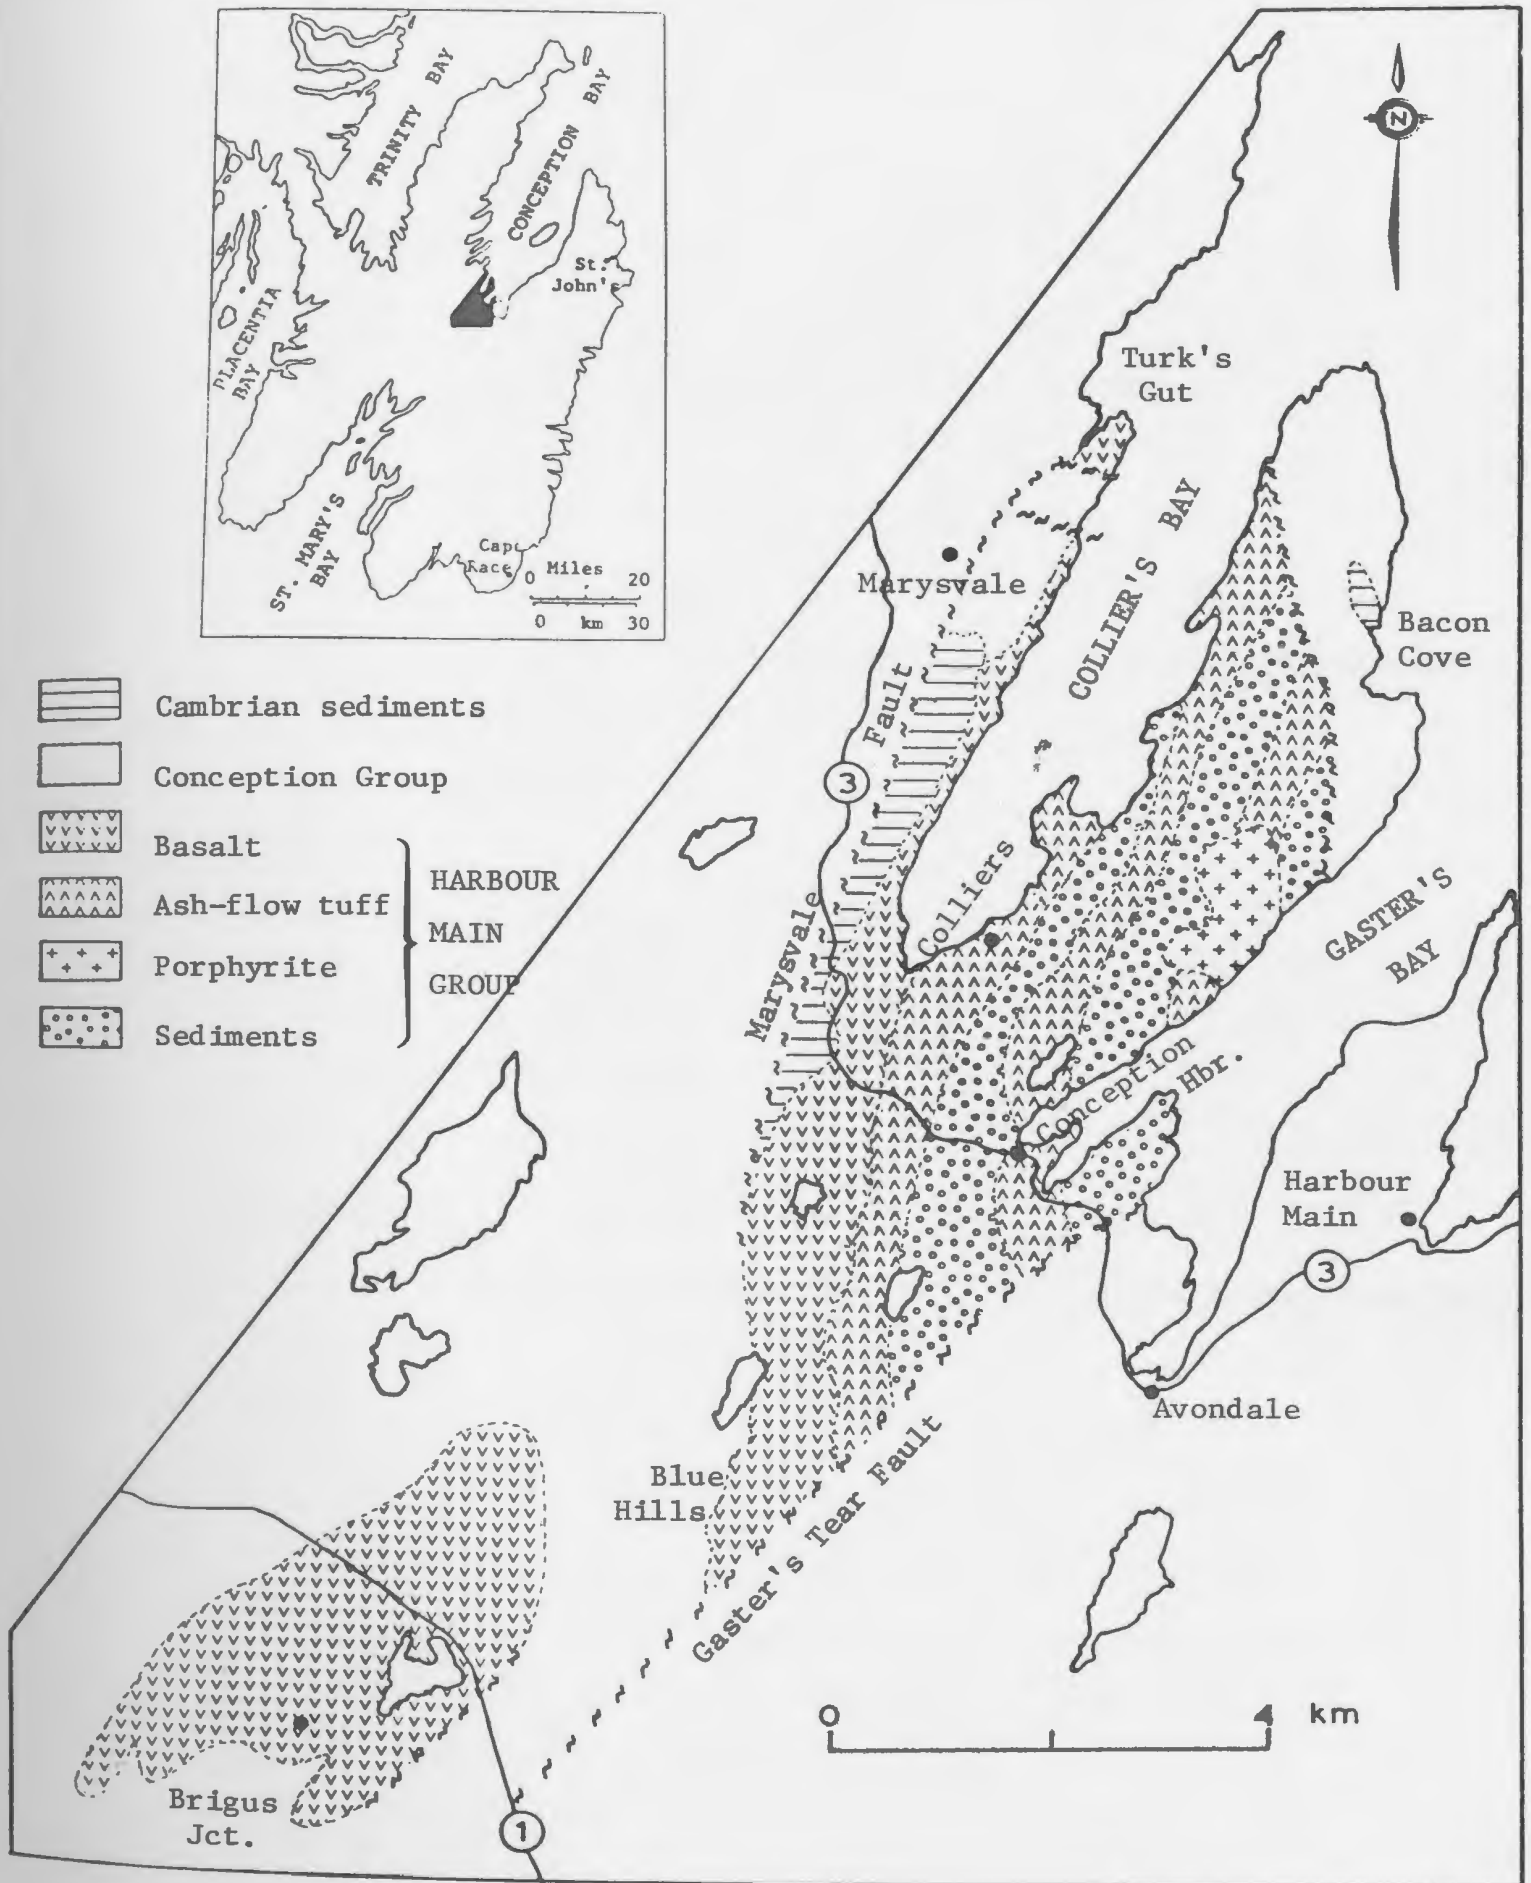 TRINITY BAY
CONCEPTION BAY
St.
John's
PLACENTIA
BAY
ST. MARY'S
BAY
Cape
Race
0 Miles 20
0 km 30
N
Cambrian sediments
Conception Group
Basalt
Ash-flow tuff
Porphyrite
Sediments
HARBOUR
MAIN
GROUP
Turk's
Gut
Marysvale
COLLIER'S BAY
Bacon
Cove
Marysvale Fault
3
Colliers
GASTER'S
BAY
Conception
Hbr.
Harbour
Main
3
Avondale
Blue
Hills
Gaster's Tear Fault
0 4 km
Brigus
Jct.
1